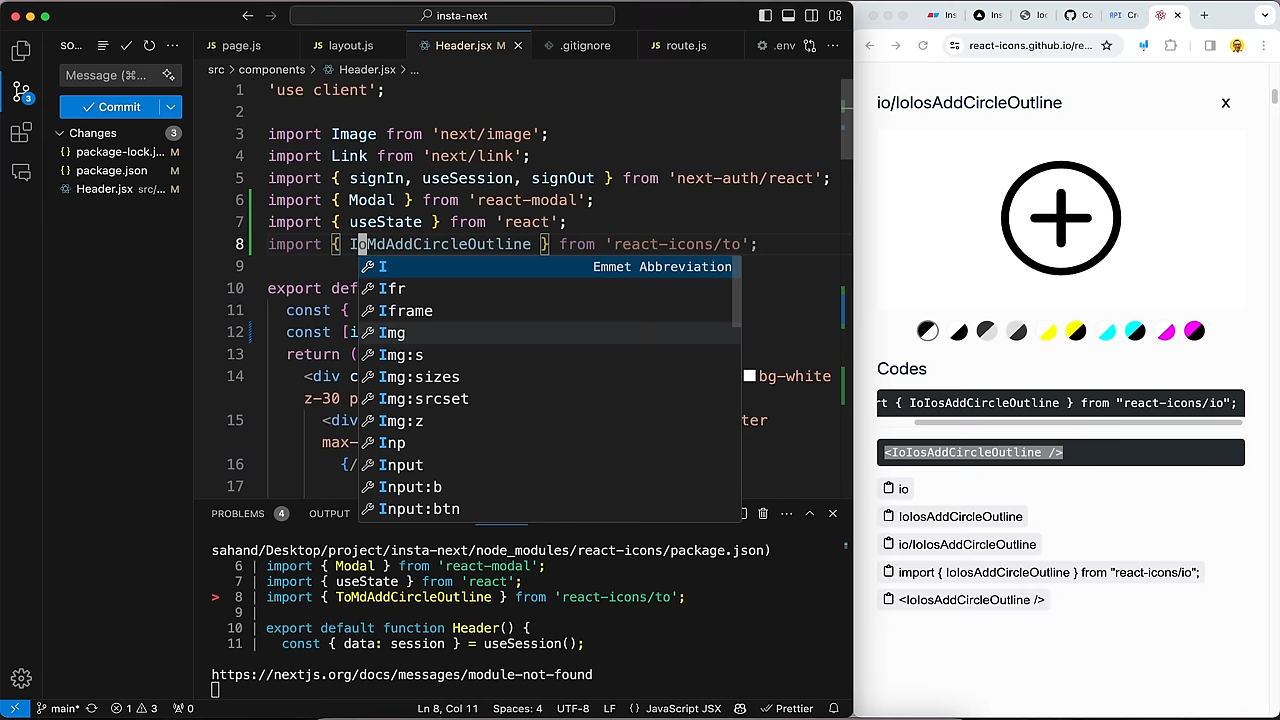 insta-next
page.js
layout.js
Header.jsx M
.gitignore
route.js
.env
src > components > Header.jsx > ...
SO...
Message (⌘...
Commit
Changes
3
package-lock.j... M
package.json M
Header.jsx src/... M
3
1 'use client';
2
3 import Image from 'next/image';
4 import Link from 'next/link';
5 import { signIn, useSession, signOut } from 'next-auth/react';
6 import { Modal } from 'react-modal';
7 import { useState } from 'react';
8 import { IoMdAddCircleOutline } from 'react-icons/to';
9
10 export def
11 const {
12 const [i
13 return (
14 <div c bg-white
z-30 p
15 <div ter
max-
16 {/
17
I Emmet Abbreviation
Ifr
Iframe
Img
Img:s
Img:sizes
Img:srcset
Img:z
Inp
Input
Input:b
Input:btn
PROBLEMS 4 OUTPUT
sahand/Desktop/project/insta-next/node_modules/react-icons/package.json)
6 | import { Modal } from 'react-modal';
7 | import { useState } from 'react';
> 8 | import { ToMdAddCircleOutline } from 'react-icons/to';
9 |
10 | export default function Header() {
11 | const { data: session } = useSession();
https://nextjs.org/docs/messages/module-not-found
main* 1 3 0 Ln 8, Col 11 Spaces: 4 UTF-8 LF {} JavaScript JSX Prettier
Ins
Ins
loc
Co
API Cr
react-icons.github.io/re...
io/IoIosAddCircleOutline X
Codes
rt { IoIosAddCircleOutline } from "react-icons/io";
<IoIosAddCircleOutline />
io
IoIosAddCircleOutline
io/IoIosAddCircleOutline
import { IoIosAddCircleOutline } from "react-icons/io";
<IoIosAddCircleOutline />